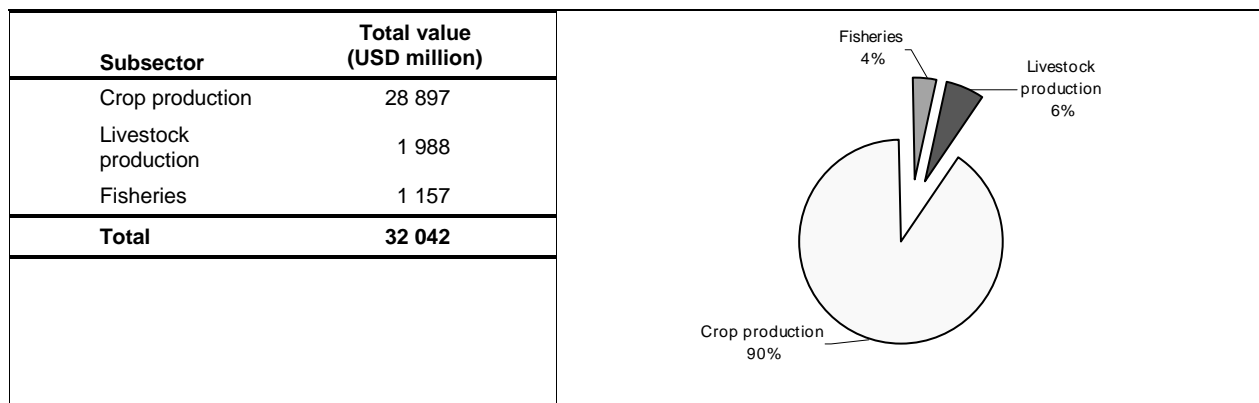 Subsector Total value
(USD million)
Crop production 28 897
Livestock
production 1 988
Fisheries 1 157
Total 32 042
Fisheries
4%
Livestock
production
6%
Crop production
90%